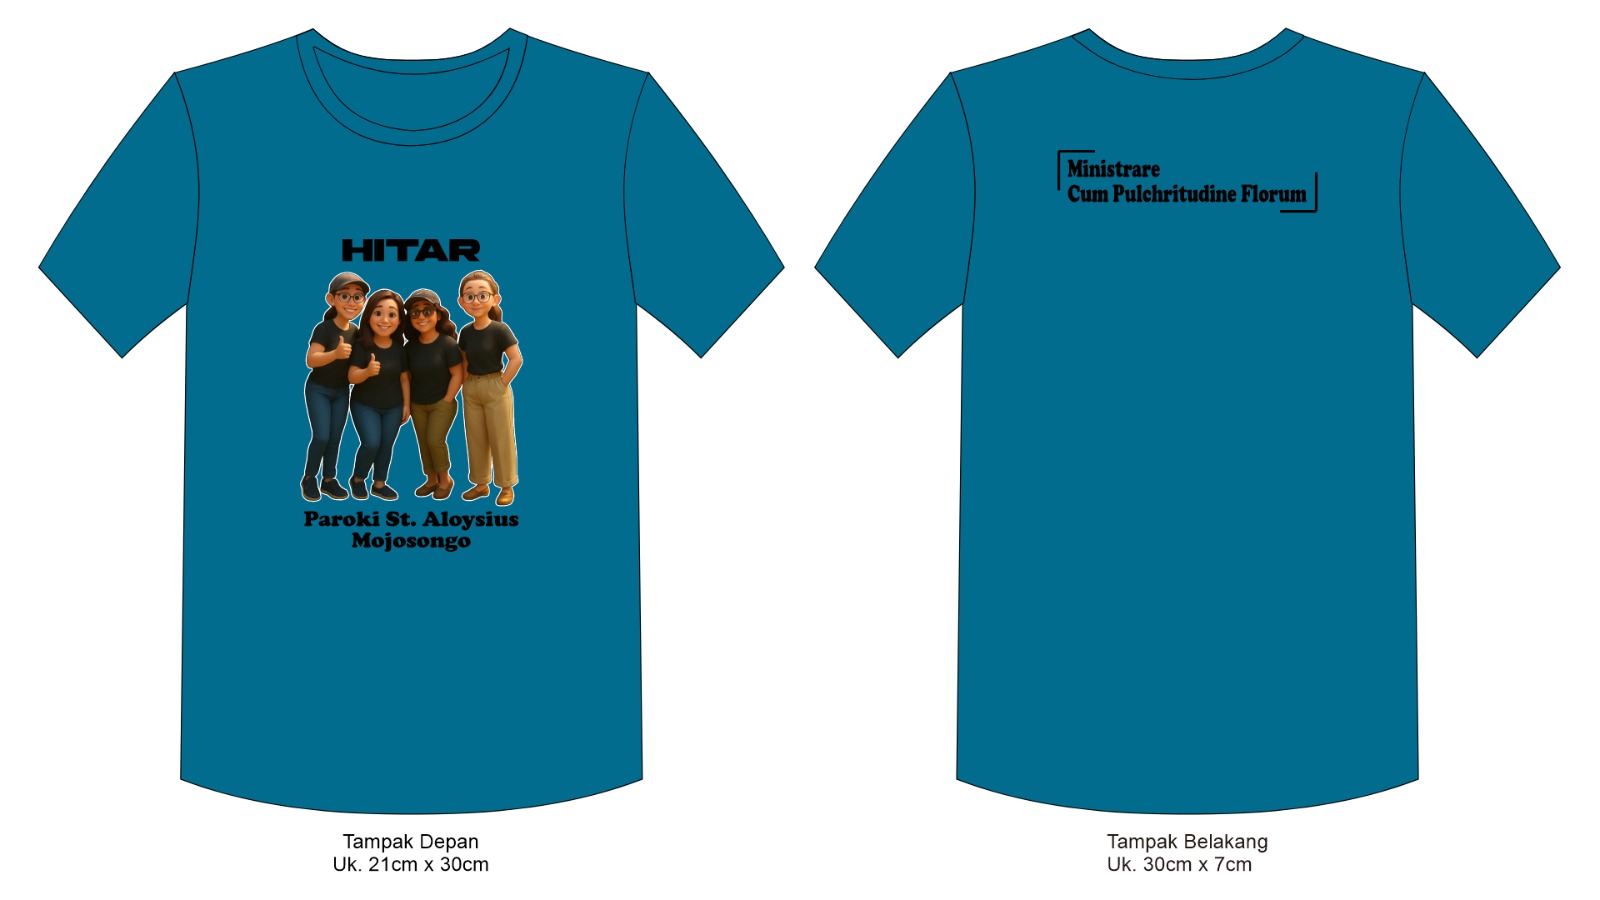 HITAR
Paroki St. Aloysius
Mojosongo
Tampak Depan
Uk. 21cm x 30cm
Ministrare
Cum Pulchritudine Florum
Tampak Belakang
Uk. 30cm x 7cm